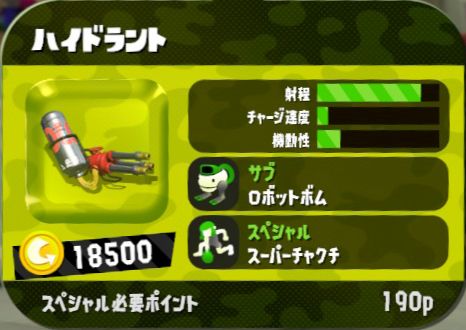 ハイドラント
射程
チャージ速度
機動性
サブ
ロボットボム
スペシャル
スーパーチャクチ
18500
スペシャル必要ポイント 190p